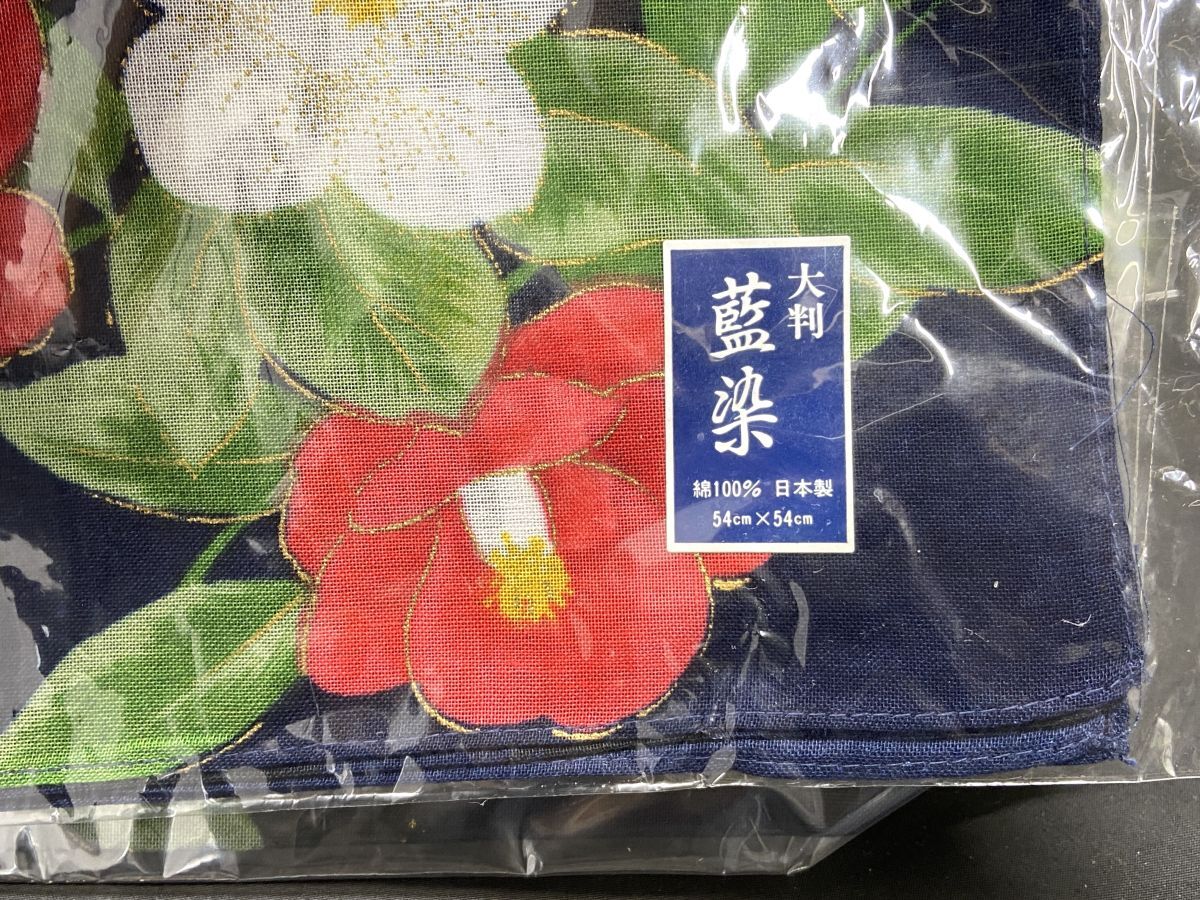 大判
藍染
綿100% 日本製
54cm×54cm